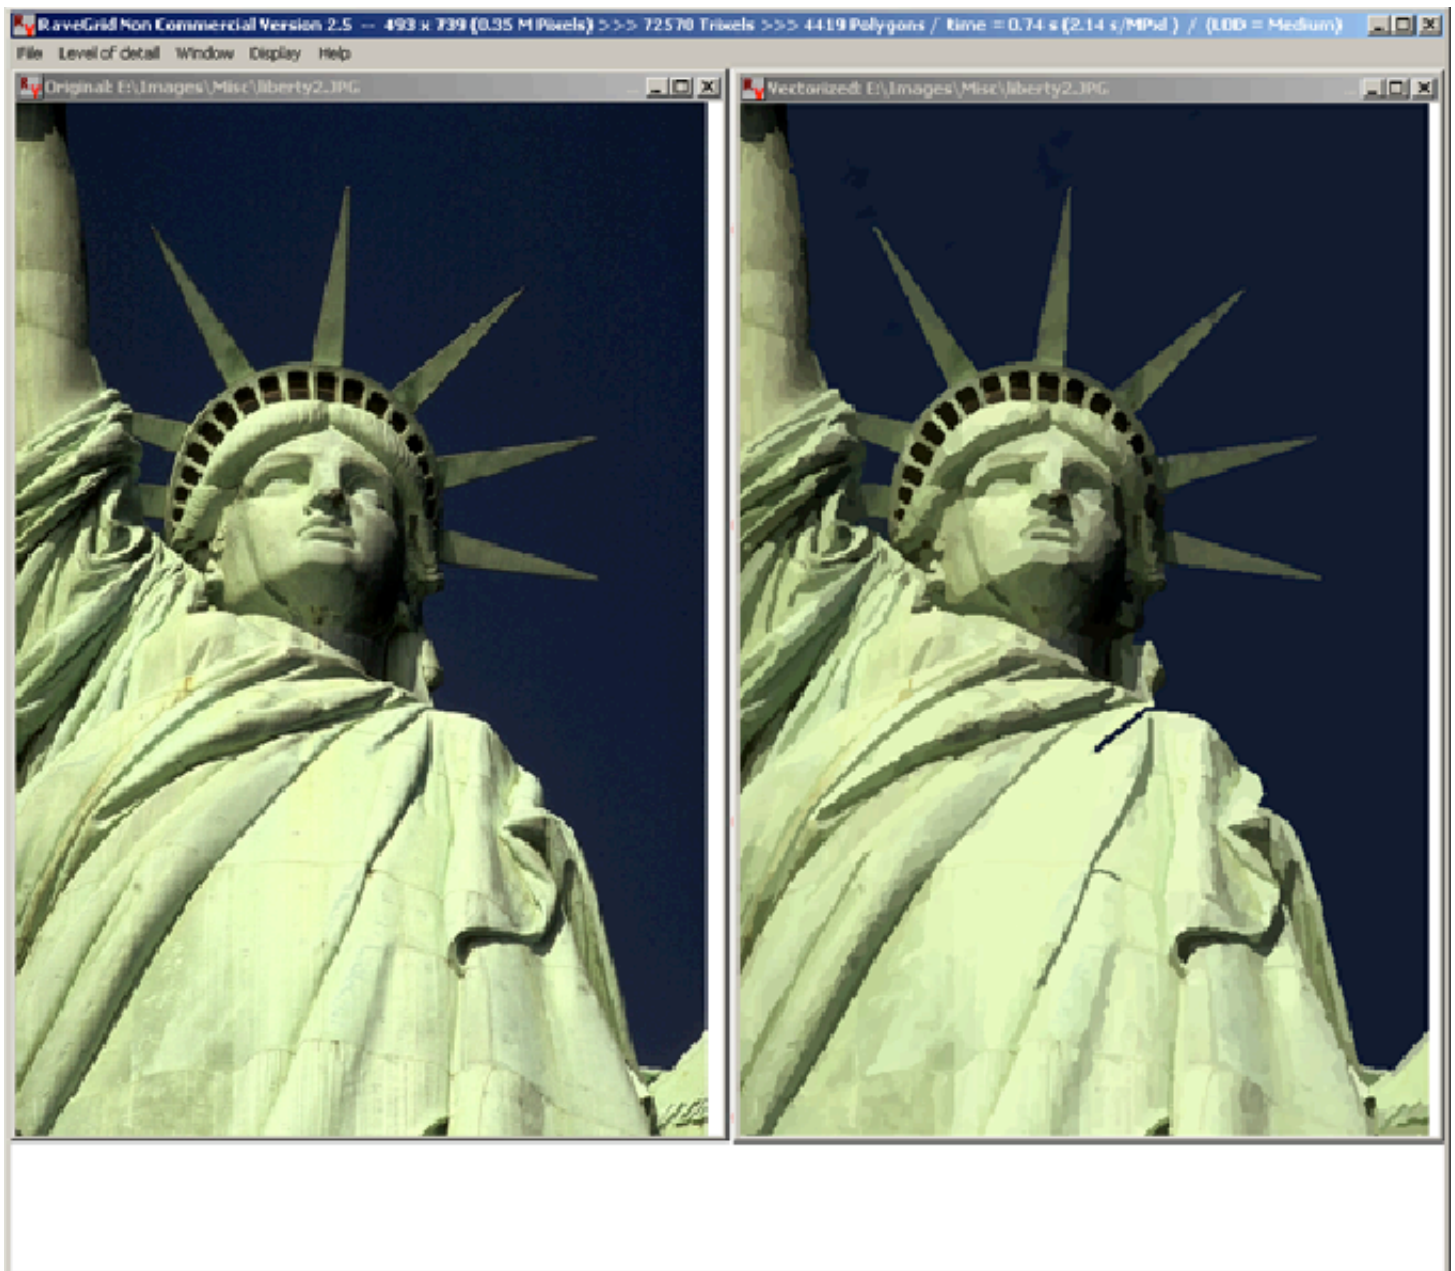 RaveGrid Non Commercial Version 2.5 -- 493 x 739 (0.35 MPixels) >>> 72570 Trixels >>> 4419 Polygons / time = 0.74 s (2.14 s/MPxl ) / (LOD = Medium)
File Level of detail Window Display Help
Original: E:\Images\Misc\liberty2.JPG
Vectorized: E:\Images\Misc\liberty2.JPG